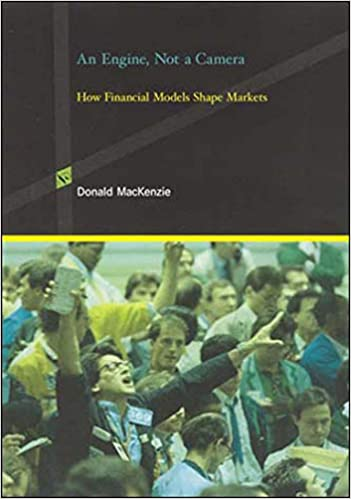 An Engine, Not a Camera
How Financial Models Shape Markets
Donald MacKenzie